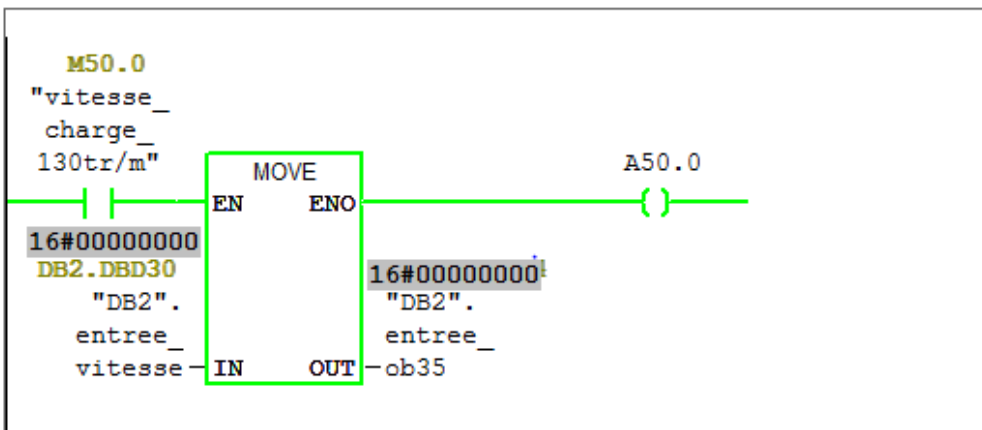 M50.0
"vitesse_
charge_
130tr/m"
MOVE
A50.0
EN ENO
16#00000000
DB2.DBD30
16#00000000
"DB2".
"DB2".
entree_
entree_
vitesse IN OUT ob35